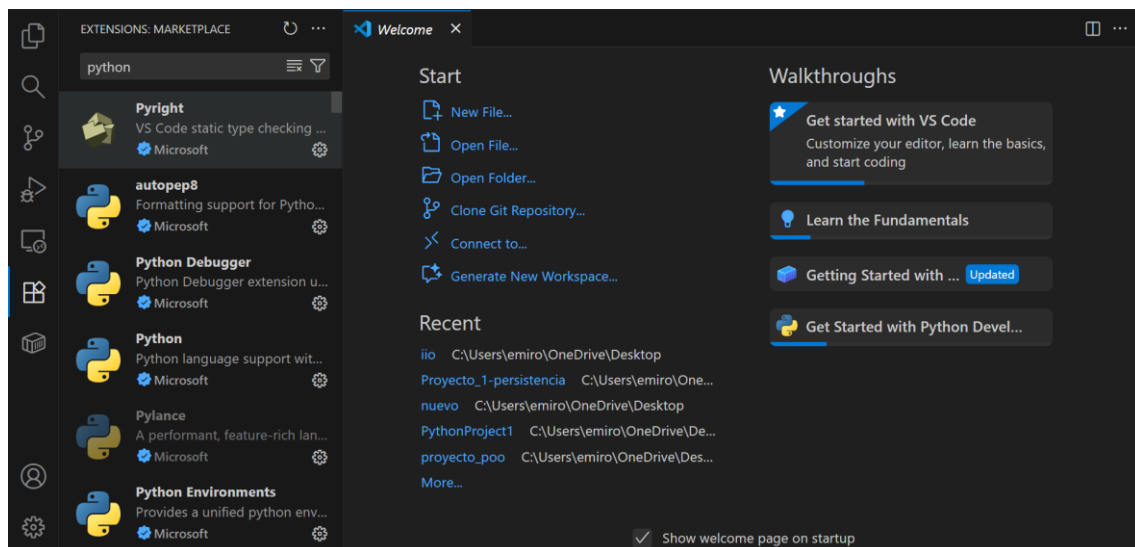 EXTENSIONS: MARKETPLACE
python
Pyright
VS Code static type checking ...
Microsoft
autopep8
Formatting support for Pytho...
Microsoft
Python Debugger
Python Debugger extension u...
Microsoft
Python
Python language support wit...
Microsoft
Pylance
A performant, feature-rich lan...
Microsoft
Python Environments
Provides a unified python env...
Microsoft
Welcome
Start
New File...
Open File...
Open Folder...
Clone Git Repository...
Connect to...
Generate New Workspace...
Recent
iio C:\Users\emiro\OneDrive\Desktop
Proyecto_1-persistencia C:\Users\emiro\One...
nuevo C:\Users\emiro\OneDrive\Desktop
PythonProject1 C:\Users\emiro\OneDrive\De...
proyecto_poo C:\Users\emiro\OneDrive\Des...
More...
Walkthroughs
Get started with VS Code
Customize your editor, learn the basics,
and start coding
Learn the Fundamentals
Getting Started with ... Updated
Get Started with Python Devel...
Show welcome page on startup